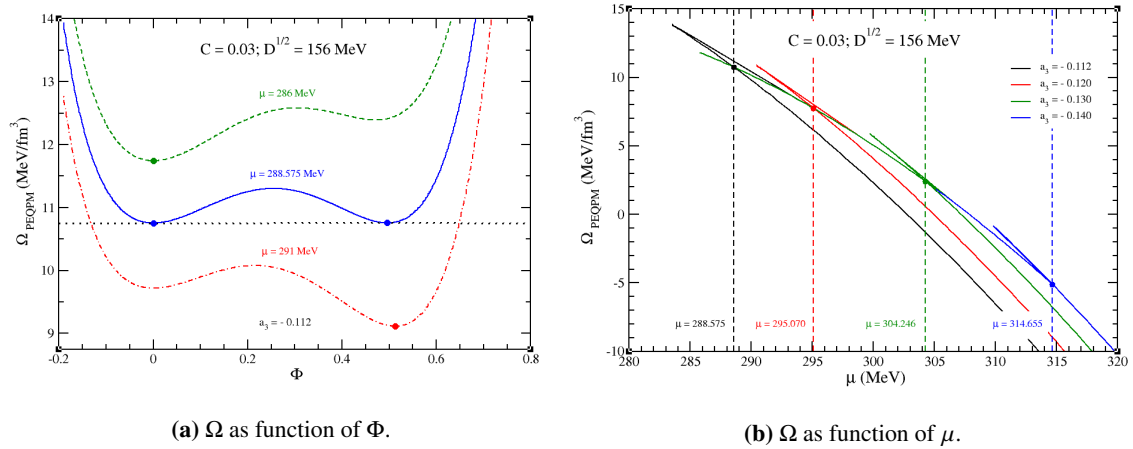 14
13
12
11
10
9
-0.2
0
0.2
0.4
0.6
0.8
Φ
Ω_PEQPM (MeV/fm³)
C = 0.03; D^1/2 = 156 MeV
μ = 286 MeV
μ = 288.575 MeV
μ = 291 MeV
a₃ = - 0.112
(a) Ω as function of Φ.
15
10
5
0
-5
-10
280
285
290
295
300
305
310
315
320
μ (MeV)
Ω_PEQPM (MeV/fm³)
C = 0.03; D^1/2 = 156 MeV
a₃ = - 0.112
a₃ = - 0.120
a₃ = - 0.130
a₃ = - 0.140
μ = 288.575
μ = 295.070
μ = 304.246
μ = 314.655
(b) Ω as function of μ.